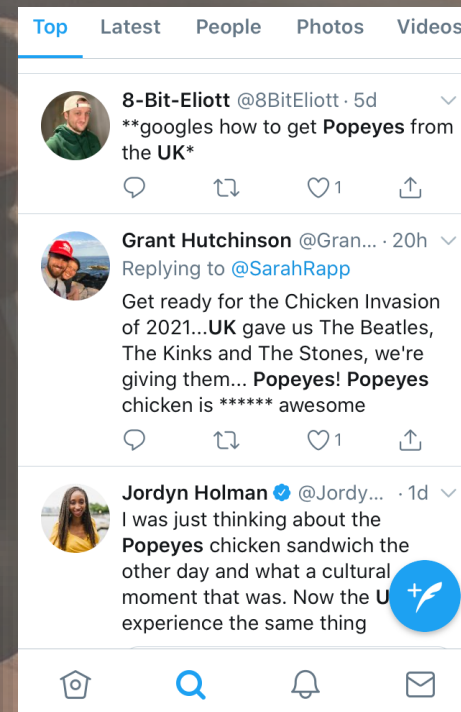 Top Latest People Photos Videos
8-Bit-Eliott @8BitEliott · 5d
**googles how to get Popeyes from
the UK*
1
Grant Hutchinson @Gran... · 20h
Replying to @SarahRapp
Get ready for the Chicken Invasion
of 2021...UK gave us The Beatles,
The Kinks and The Stones, we're
giving them... Popeyes! Popeyes
chicken is ****** awesome
1
Jordyn Holman @Jordy... · 1d
I was just thinking about the
Popeyes chicken sandwich the
other day and what a cultural
moment that was. Now the U
experience the same thing